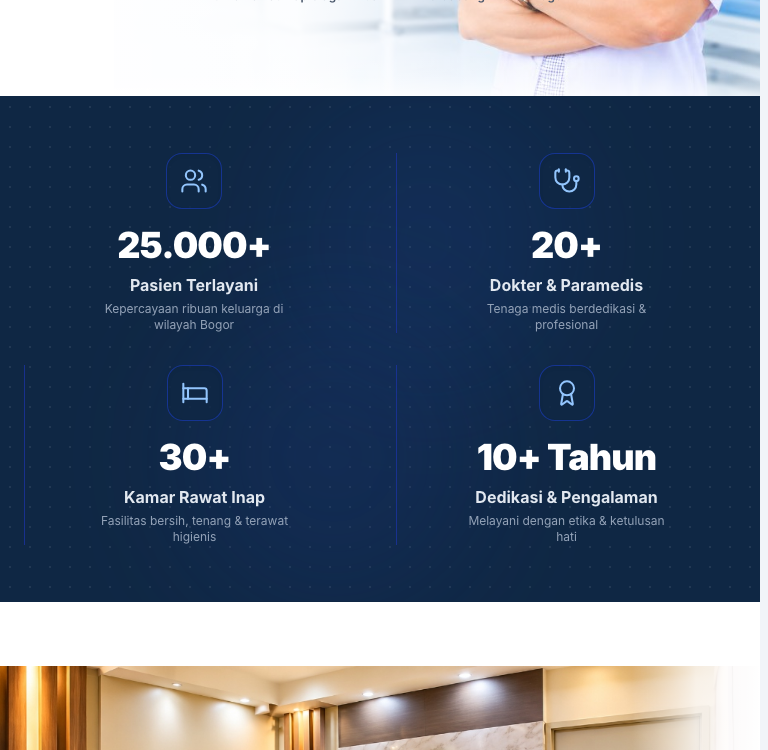 25.000+
Pasien Terlayani
Kepercayaan ribuan keluarga di
wilayah Bogor
20+
Dokter & Paramedis
Tenaga medis berdedikasi &
profesional
30+
Kamar Rawat Inap
Fasilitas bersih, tenang & terawat
higienis
10+ Tahun
Dedikasi & Pengalaman
Melayani dengan etika & ketulusan
hati